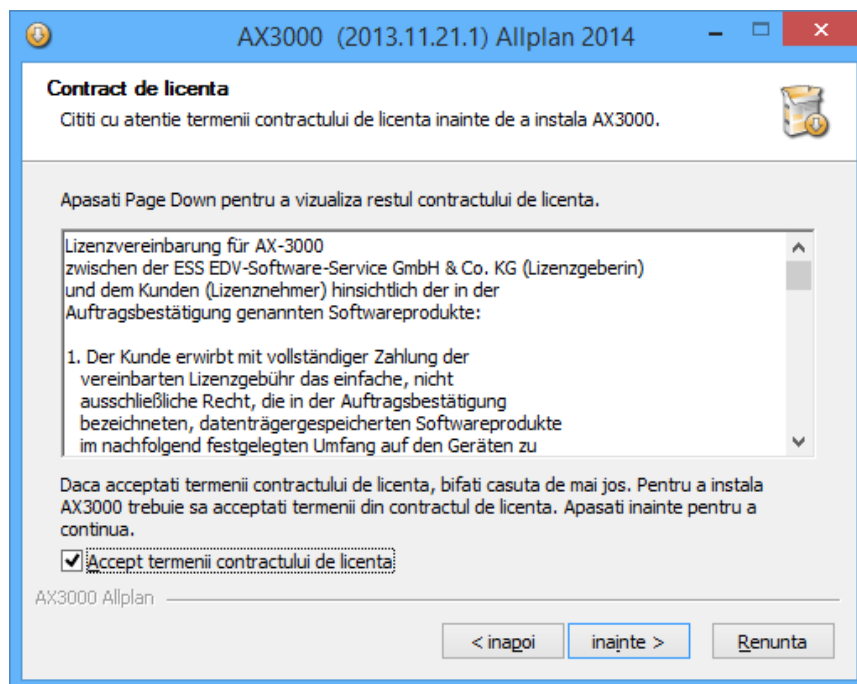 AX3000 (2013.11.21.1) Allplan 2014
Contract de licenta
Cititi cu atentie termenii contractului de licenta inainte de a instala AX3000.
Apasati Page Down pentru a vizualiza restul contractului de licenta.
Lizenzvereinbarung für AX-3000
zwischen der ESS EDV-Software-Service GmbH & Co. KG (Lizenzgeberin)
und dem Kunden (Lizenznehmer) hinsichtlich der in der
Auftragsbestätigung genannten Softwareprodukte:
1. Der Kunde erwirbt mit vollständiger Zahlung der
vereinbarten Lizenzgebühr das einfache, nicht
ausschließliche Recht, die in der Auftragsbestätigung
bezeichneten, datenträgergespeicherten Softwareprodukte
im nachfolgend festgelegten Umfang auf den Geräten zu
Daca acceptati termenii contractului de licenta, bifati casuta de mai jos. Pentru a instala
AX3000 trebuie sa acceptati termenii din contractul de licenta. Apasati inainte pentru a
continua.
Accept termenii contractului de licenta
AX3000 Allplan
< inapoi
inainte >
Renunta